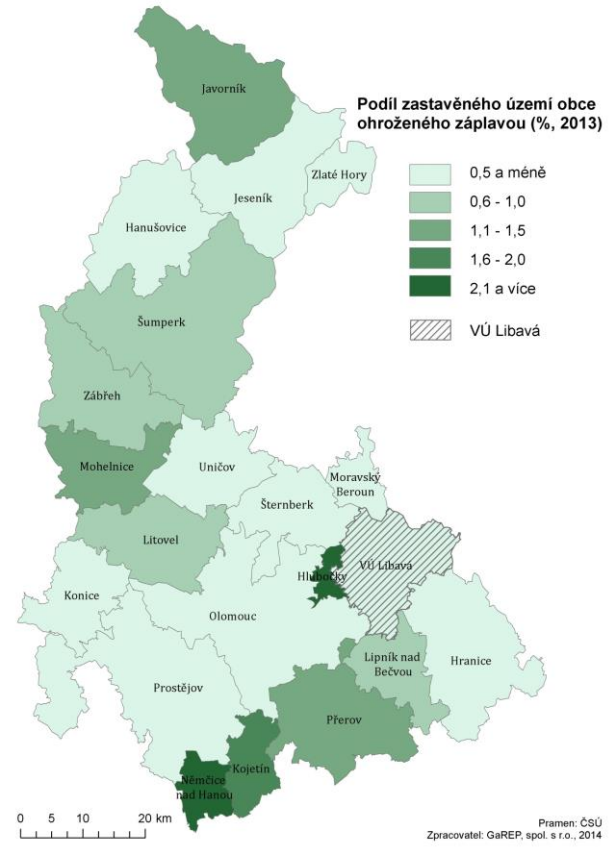 Javorník
Podíl zastavěného území obce
ohroženého záplavou (%, 2013)
0,5 a méně
0,6 - 1,0
1,1 - 1,5
1,6 - 2,0
2,1 a více
VÚ Libavá
Zlaté Hory
Jeseník
Hanušovice
Šumperk
Zábřeh
Mohelnice
Uničov
Moravský
Beroun
Šternberk
Litovel
VÚ Libavá
Hlubočky
Konice
Olomouc
Lipník nad
Bečvou
Hranice
Prostějov
Přerov
Kojetín
Němčice
nad Hanou
0 5 10 20 km
Pramen: ČSÚ
Zpracovatel: GaREP, spol. s r.o., 2014